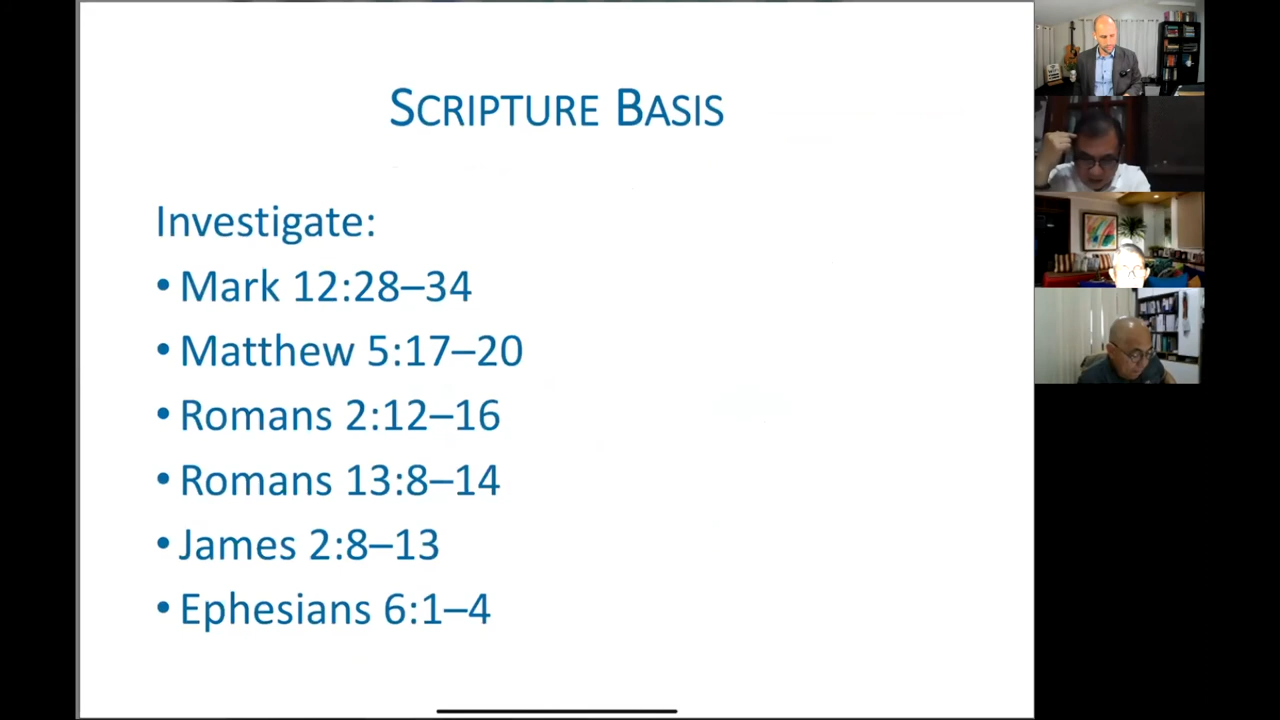 SCRIPTURE BASIS
Investigate:
• Mark 12:28–34
• Matthew 5:17–20
• Romans 2:12–16
• Romans 13:8–14
• James 2:8–13
• Ephesians 6:1–4